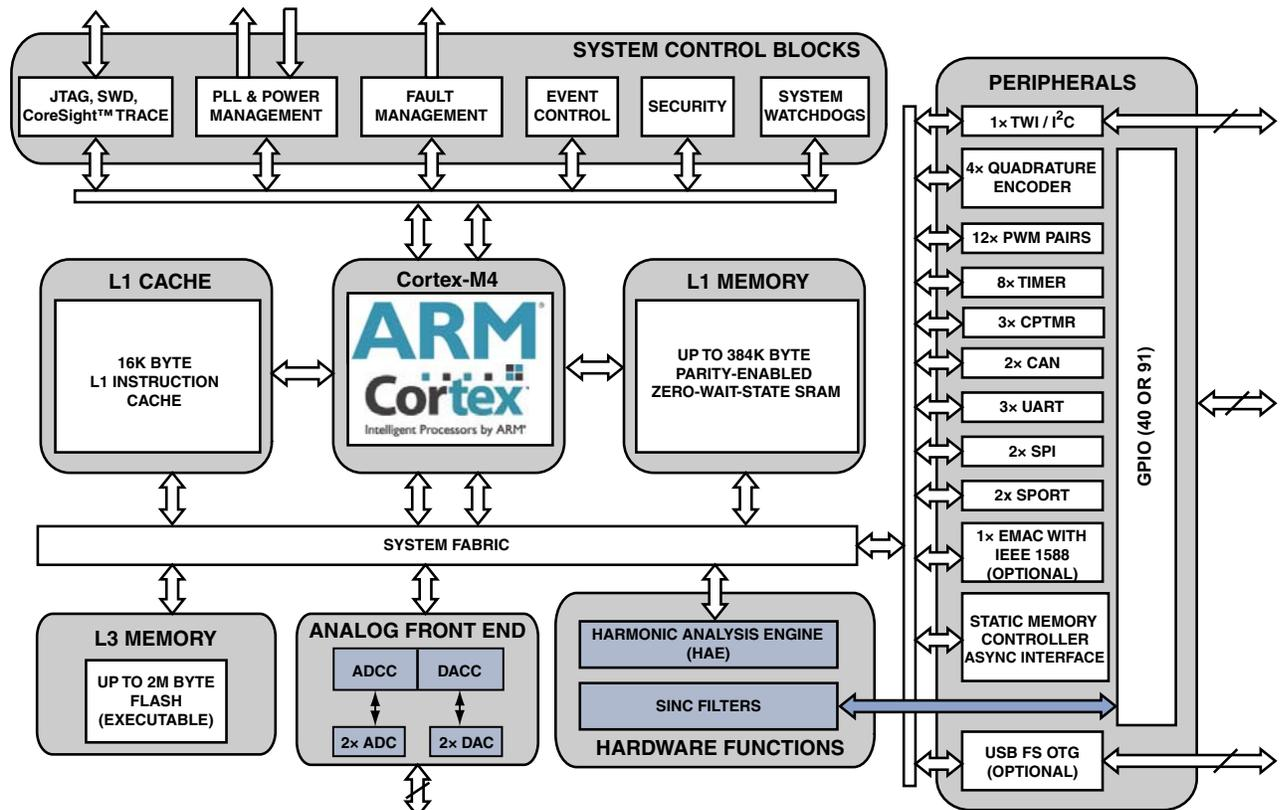 SYSTEM CONTROL BLOCKS
JTAG, SWD,
CoreSight™ TRACE
PLL & POWER
MANAGEMENT
FAULT
MANAGEMENT
EVENT
CONTROL
SECURITY
SYSTEM
WATCHDOGS
L1 CACHE
16K BYTE
L1 INSTRUCTION
CACHE
Cortex-M4
ARM®
Cortex
Intelligent Processors by ARM®
L1 MEMORY
UP TO 384K BYTE
PARITY-ENABLED
ZERO-WAIT-STATE SRAM
SYSTEM FABRIC
L3 MEMORY
UP TO 2M BYTE
FLASH
(EXECUTABLE)
ANALOG FRONT END
ADCC
DACC
2× ADC
2× DAC
HARMONIC ANALYSIS ENGINE
(HAE)
SINC FILTERS
HARDWARE FUNCTIONS
PERIPHERALS
1× TWI / I²C
4× QUADRATURE
ENCODER
12× PWM PAIRS
8× TIMER
3× CPTMR
2× CAN
3× UART
2× SPI
2x SPORT
1× EMAC WITH
IEEE 1588
(OPTIONAL)
STATIC MEMORY
CONTROLLER
ASYNC INTERFACE
USB FS OTG
(OPTIONAL)
GPIO (40 OR 91)